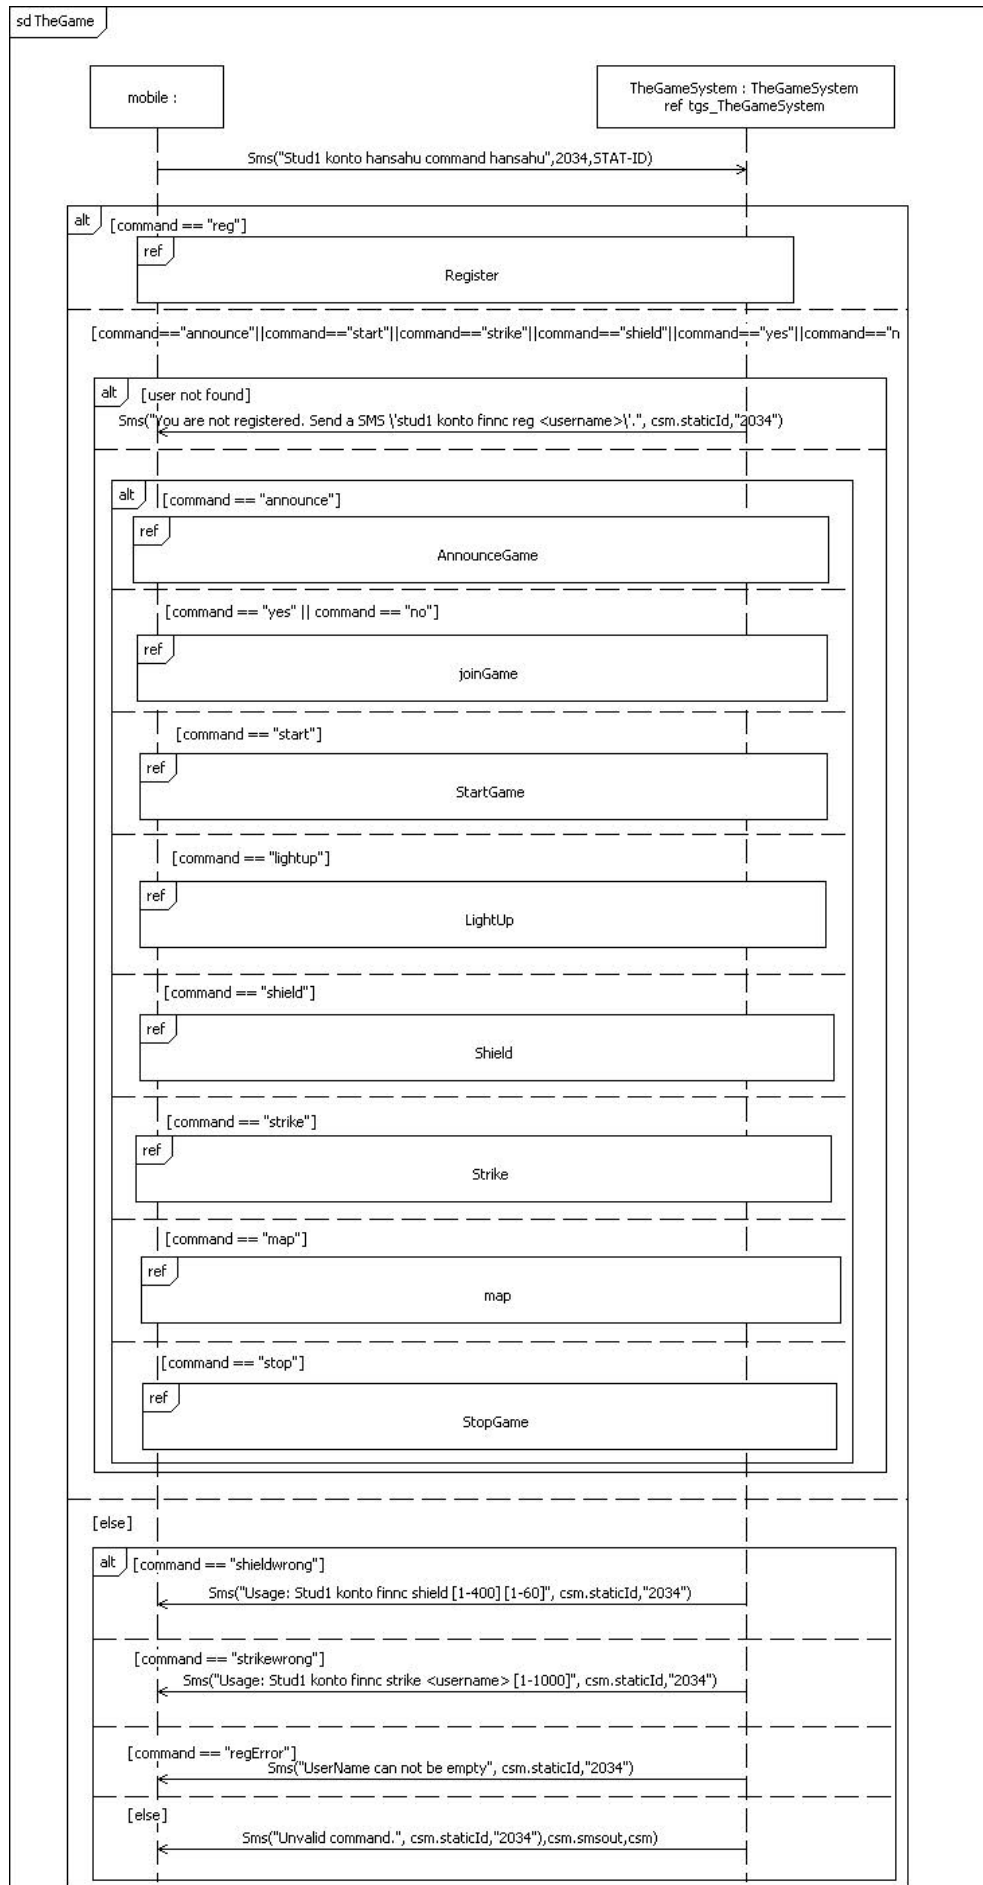 sd TheGame
mobile :
TheGameSystem : TheGameSystem
ref tgs_TheGameSystem
Sms("Stud1 konto hansahu command hansahu",2034,STAT-ID)
alt
[command == "reg"]
ref
Register
[command=="announce"||command=="start"||command=="strike"||command=="shield"||command=="yes"||command=="n
alt
[user not found]
Sms("You are not registered. Send a SMS \'stud1 konto finnc reg <username>\'.", csm.staticId,"2034")
alt
[command == "announce"]
ref
AnnounceGame
[command == "yes" || command == "no"]
ref
joinGame
[command == "start"]
ref
StartGame
[command == "lightup"]
ref
LightUp
[command == "shield"]
ref
Shield
[command == "strike"]
ref
Strike
[command == "map"]
ref
map
[command == "stop"]
ref
StopGame
[else]
alt
[command == "shieldwrong"]
Sms("Usage: Stud1 konto finnc shield [1-400] [1-60]", csm.staticId,"2034")
[command == "strikewrong"]
Sms("Usage: Stud1 konto finnc strike <username> [1-1000]", csm.staticId,"2034")
[command == "regError"]
Sms("UserName can not be empty", csm.staticId,"2034")
[else]
Sms("Unvalid command.", csm.staticId,"2034"),csm.smsout,csm)